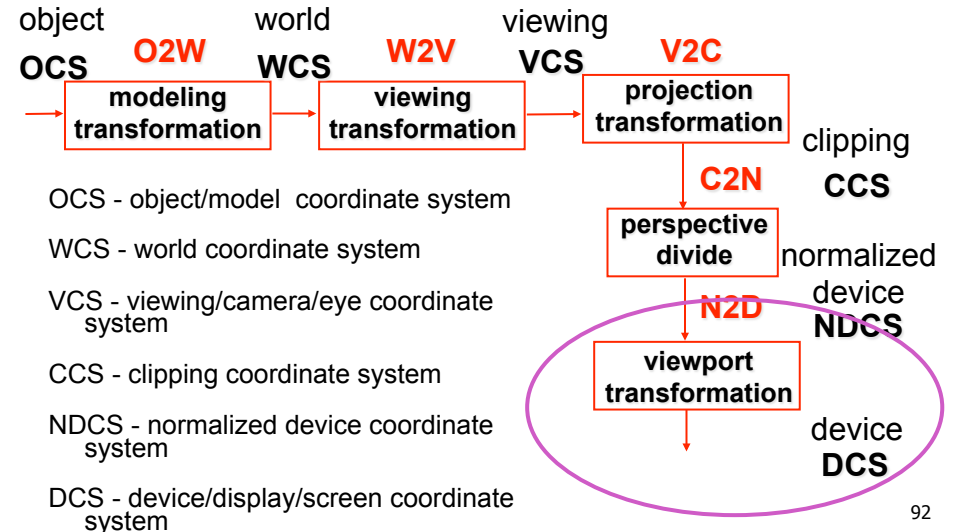 object
world
viewing
O2W
W2V
V2C
OCS
WCS
VCS
modeling
transformation
viewing
transformation
projection
transformation
clipping
CCS
C2N
OCS - object/model coordinate system
perspective
divide
WCS - world coordinate system
normalized
device
NDCS
N2D
VCS - viewing/camera/eye coordinate
system
viewport
transformation
CCS - clipping coordinate system
NDCS - normalized device coordinate
system
device
DCS
DCS - device/display/screen coordinate
system
92